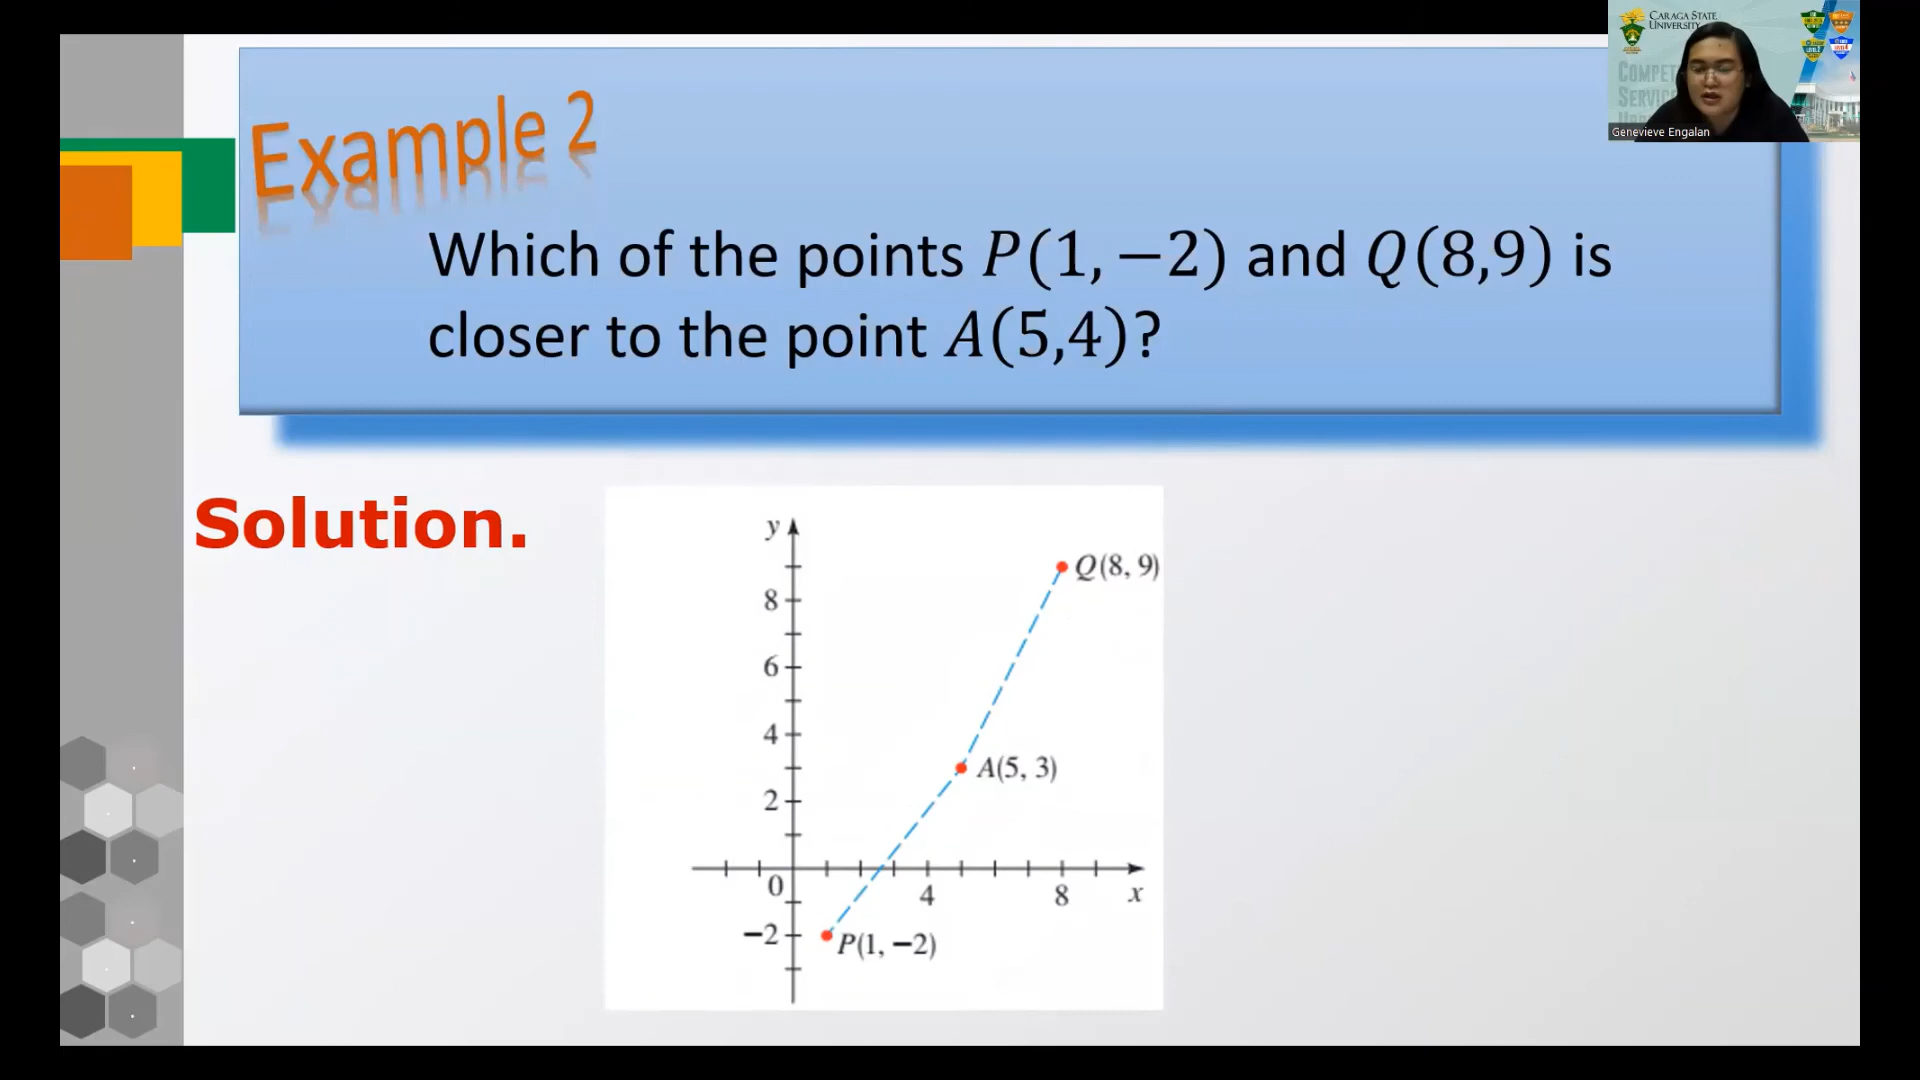 CARAGA STATE
UNIVERSITY
COMPET
SERVIC
Genevieve Engalan
Example 2
Which of the points P(1, −2) and Q(8,9) is
closer to the point A(5,4)?
Solution.
y
Q(8, 9)
8
6
4
A(5, 3)
2
0
4
8
x
−2
P(1, −2)